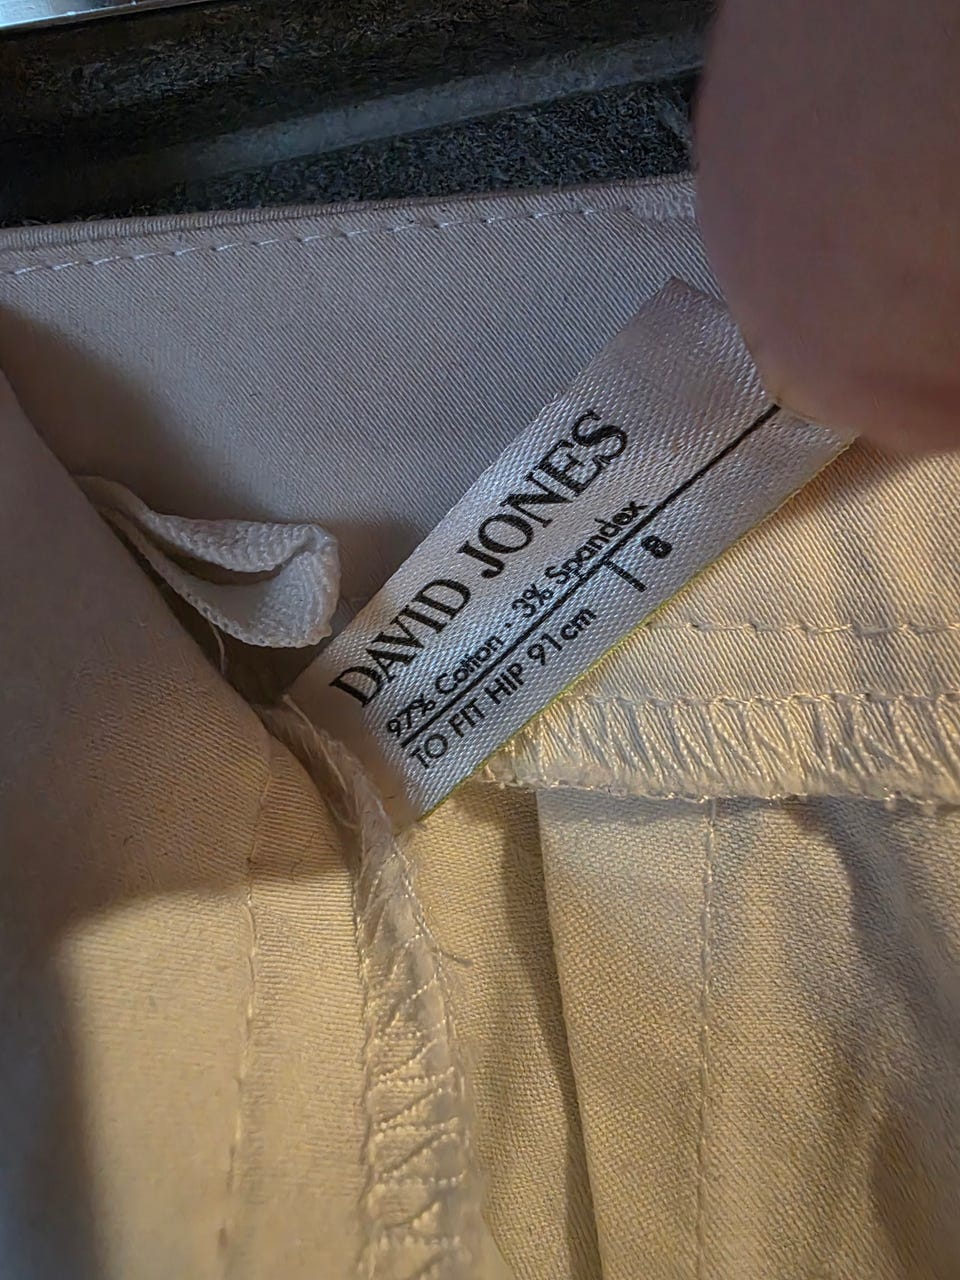 DAVID JONES
97% Cotton · 3% Spandex
TO FIT HIP 91cm
8